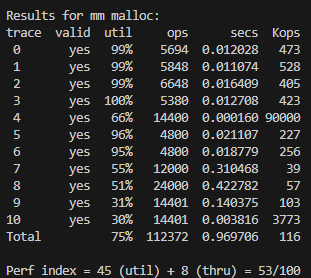 Results for mm malloc:
trace valid util ops secs Kops
0 yes 99% 5694 0.012028 473
1 yes 99% 5848 0.011074 528
2 yes 99% 6648 0.016409 405
3 yes 100% 5380 0.012708 423
4 yes 66% 14400 0.000160 90000
5 yes 96% 4800 0.021107 227
6 yes 95% 4800 0.018779 256
7 yes 55% 12000 0.310468 39
8 yes 51% 24000 0.422782 57
9 yes 31% 14401 0.140375 103
10 yes 30% 14401 0.003816 3773
Total 75% 112372 0.969706 116
Perf index = 45 (util) + 8 (thru) = 53/100